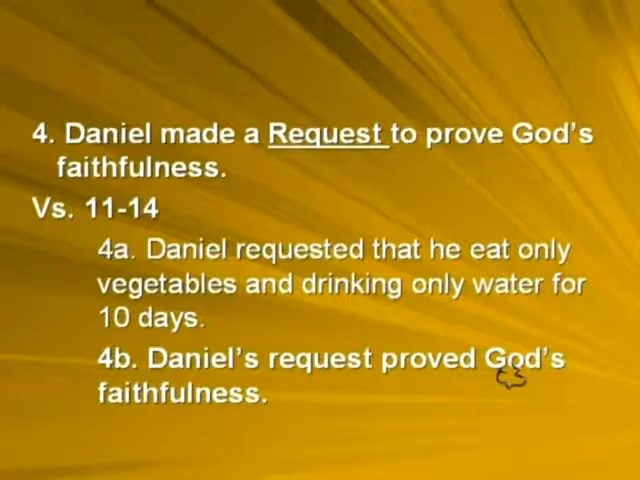 4. Daniel made a Request to prove God's
faithfulness.
Vs. 11-14
4a. Daniel requested that he eat only
vegetables and drinking only water for
10 days.
4b. Daniel's request proved God's
faithfulness.